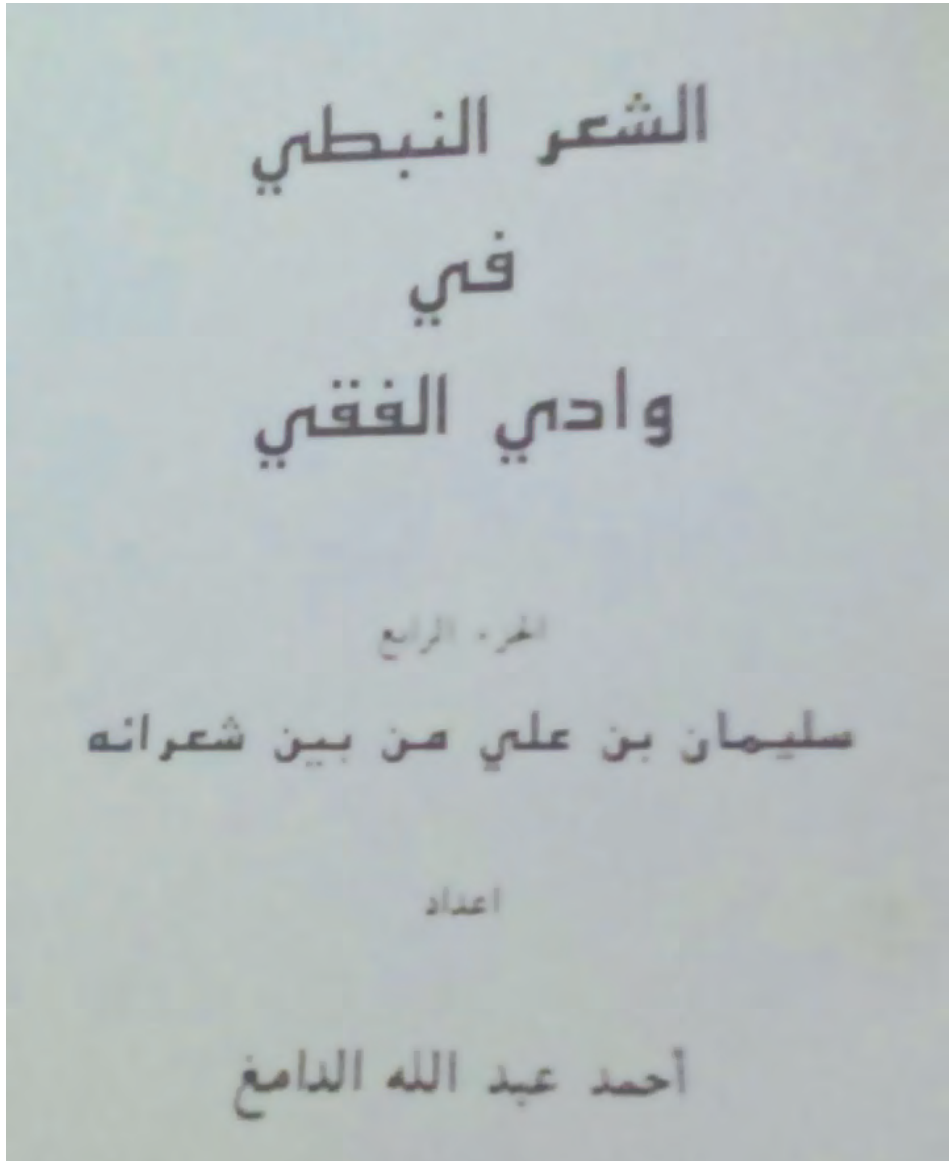 الشعر النبطي
في
وادي الفقي
الجزء الرابع
سليمان بن علي من بين شعرائه
اعداد
أحمد عبد الله الدامغ